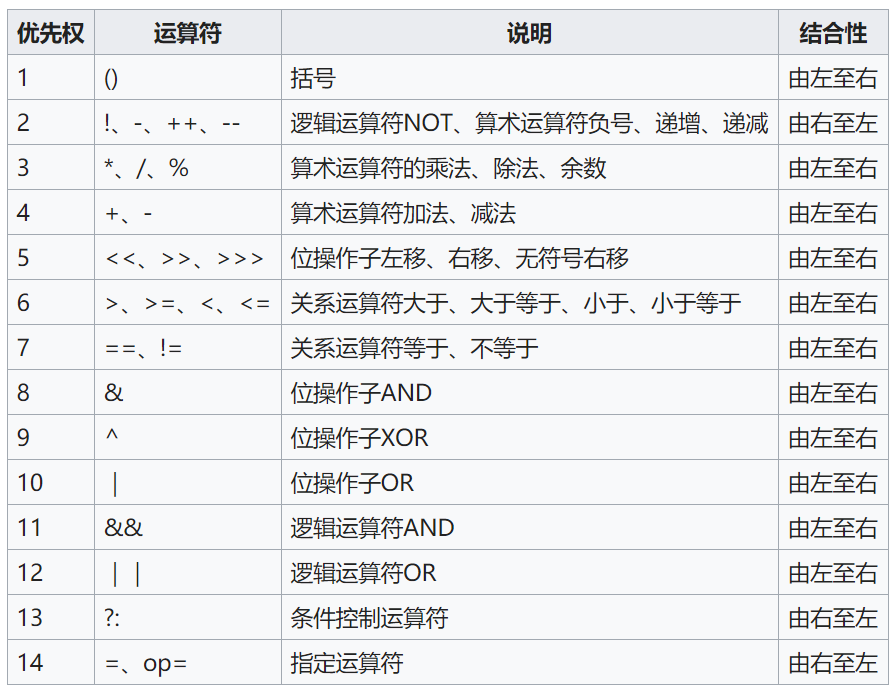 优先权 运算符 说明 结合性
1 () 括号 由左至右
2 !、-、++、-- 逻辑运算符NOT、算术运算符负号、递增、递减 由右至左
3 *、/、% 算术运算符的乘法、除法、余数 由左至右
4 +、- 算术运算符加法、减法 由左至右
5 <<、>>、>>> 位操作子左移、右移、无符号右移 由左至右
6 >、>=、<、<= 关系运算符大于、大于等于、小于、小于等于 由左至右
7 ==、!= 关系运算符等于、不等于 由左至右
8 & 位操作子AND 由左至右
9 ^ 位操作子XOR 由左至右
10 ｜ 位操作子OR 由左至右
11 && 逻辑运算符AND 由左至右
12 ｜｜ 逻辑运算符OR 由左至右
13 ?: 条件控制运算符 由右至左
14 =、op= 指定运算符 由右至左